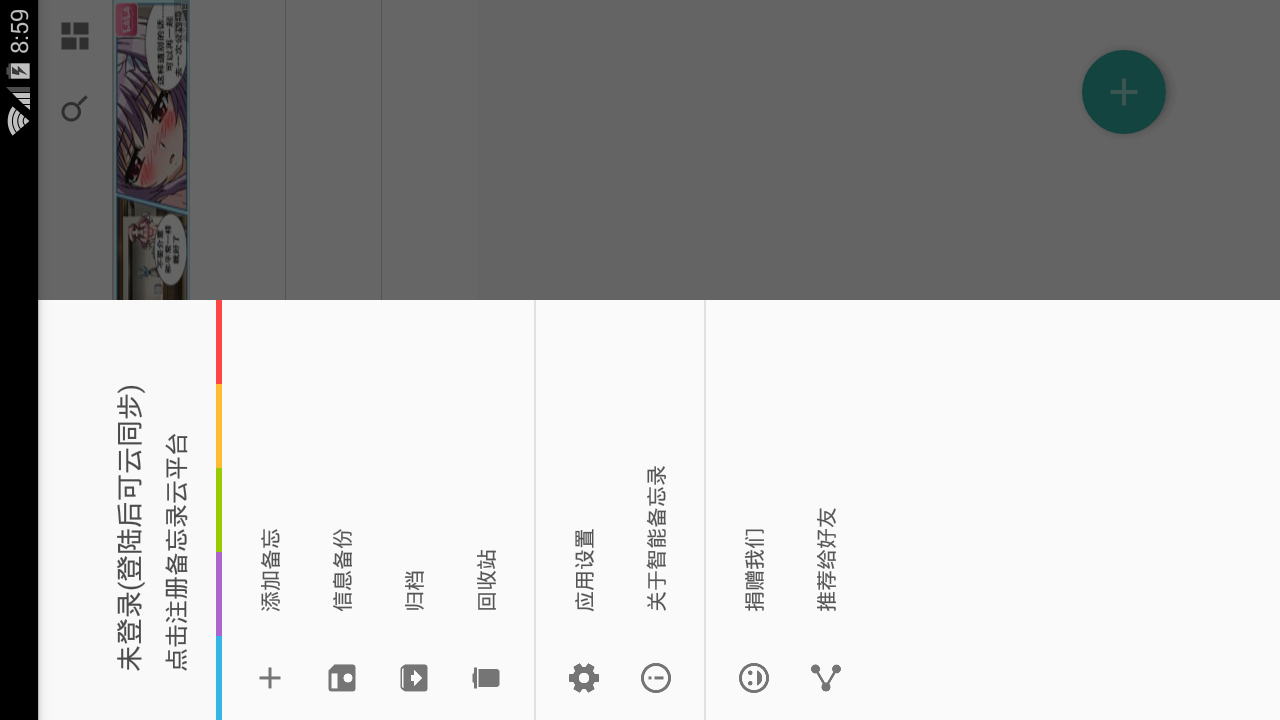 8:59
未登录(登陆后可云同步)
点击注册备忘录云平台
添加备忘
信息备份
归档
回收站
应用设置
关于智能备忘录
捐赠我们
推荐给好友